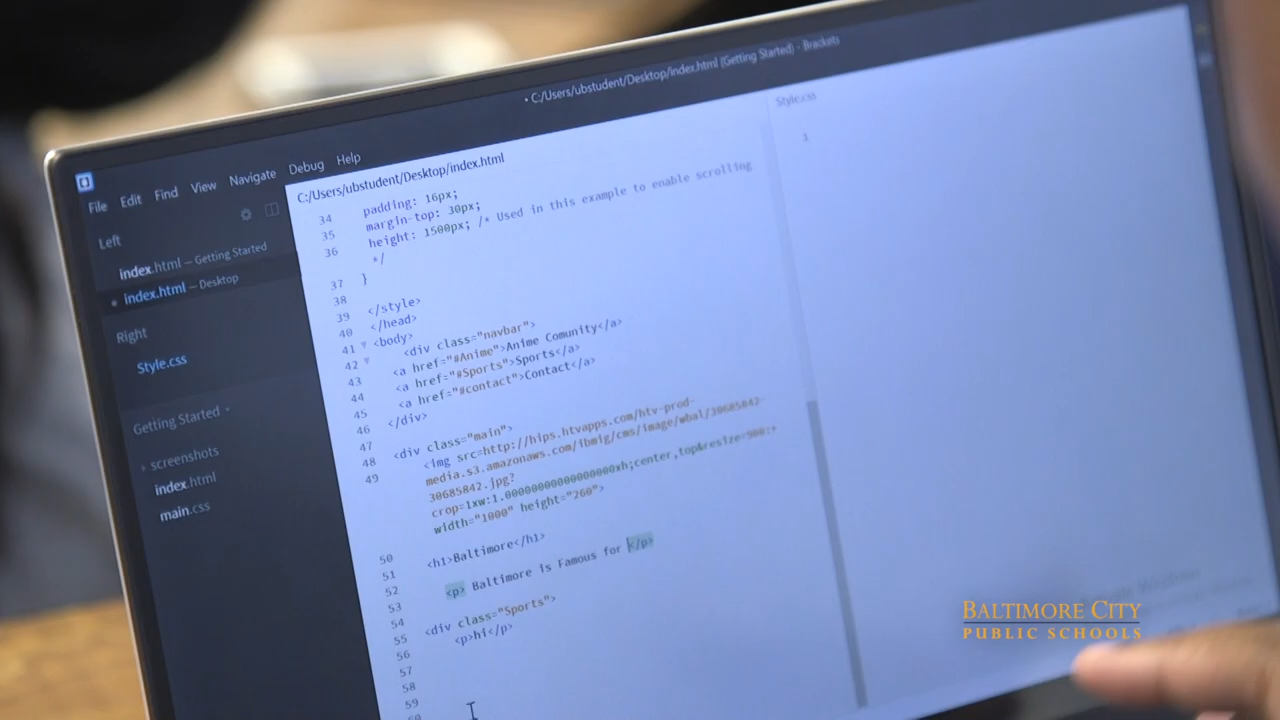 • C:/Users/ubstudent/Desktop/index.html (Getting Started) - Brackets
File Edit Find View Navigate Debug Help
Left
index.html — Getting Started
• index.html — Desktop
Right
Style.css
Getting Started
screenshots
index.html
main.css
C:/Users/ubstudent/Desktop/index.html
34 padding: 16px;
35 margin-top: 30px;
36 height: 1500px; /* Used in this example to enable scrolling
*/
37 }
38
39 </style>
40 </head>
41 <body>
42 <div class="navbar">
43 <a href="#Anime">Anime Comunity</a>
44 <a href="#Sports">Sports</a>
45 <a href="#contact">Contact</a>
46 </div>
47
48 <div class="main">
49 <img src=http://hips.htvapps.com/htv-prod-
media.s3.amazonaws.com/ibmig/cms/image/wbal/30685842-
30685842.jpg?
crop=1xw:1.0000000000000000xh;center,top&resize=900:*
width="1000" height="260">
50
51 <h1>Baltimore</h1>
52
53 <p> Baltimore is Famous for </p>
54
55 <div class="Sports">
56 <p>hi</p>
57
58
59
60
Style.css
1
BALTIMORE CITY
PUBLIC SCHOOLS